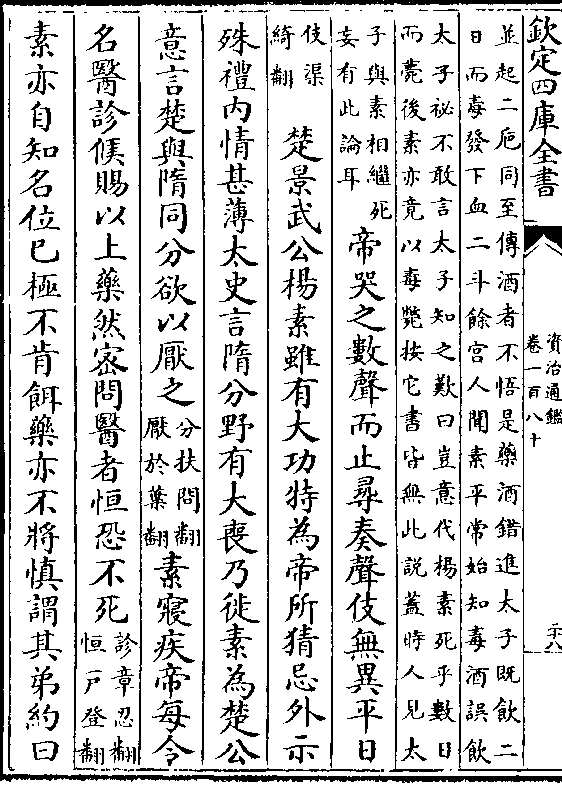 欽定四庫全書
資治通鑑
卷一百八十
二十八
並起二巵同至傳酒者不悟是藥酒錯進太子既飲二
日而毒發下血二斗餘宫人聞素平常始知毒酒誤飲
太子祕不敢言太子知之歎曰豈意代楊素死乎數日
而薨後素亦竟以毒斃按它書皆無此説蓋時人見太
子與素相繼死
妄有此論耳
帝哭之數聲而止尋奏聲伎無異平日
伎渠
綺翻
楚景武公楊素雖有大功特為帝所猜忌外示
殊禮内情甚薄太史言隋分野有大喪乃徙素為楚公
意言楚與隋同分欲以厭之
分扶問翻
厭於葉翻
素寢疾帝每令
名醫診候賜以上藥然宻問醫者恒恐不死
診章忍翻
恒戸登翻
素亦自知名位已極不肯餌藥亦不將慎謂其弟約曰